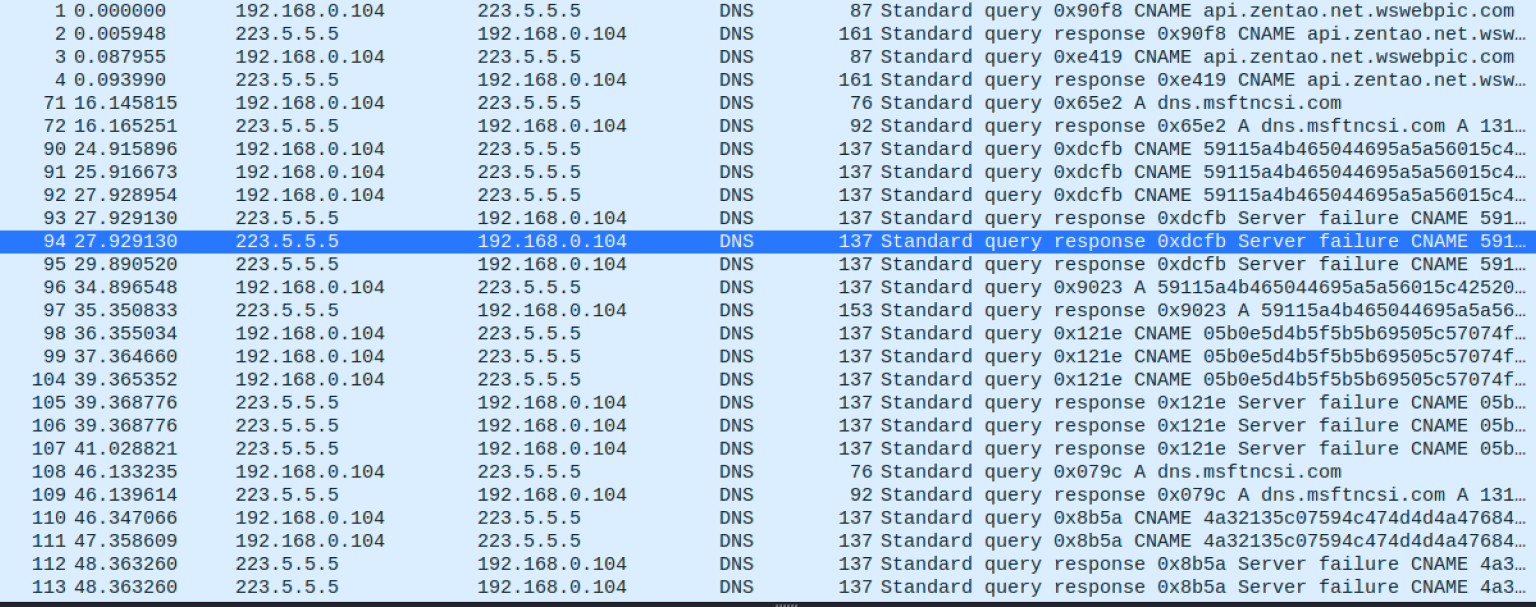 1 0.000000 192.168.0.104 223.5.5.5 DNS 87 Standard query 0x90f8 CNAME api.zentao.net.wswebpic.com
2 0.005948 223.5.5.5 192.168.0.104 DNS 161 Standard query response 0x90f8 CNAME api.zentao.net.wsw…
3 0.087955 192.168.0.104 223.5.5.5 DNS 87 Standard query 0xe419 CNAME api.zentao.net.wswebpic.com
4 0.093990 223.5.5.5 192.168.0.104 DNS 161 Standard query response 0xe419 CNAME api.zentao.net.wsw…
71 16.145815 192.168.0.104 223.5.5.5 DNS 76 Standard query 0x65e2 A dns.msftncsi.com
72 16.165251 223.5.5.5 192.168.0.104 DNS 92 Standard query response 0x65e2 A dns.msftncsi.com A 131…
90 24.915896 192.168.0.104 223.5.5.5 DNS 137 Standard query 0xdcfb CNAME 59115a4b465044695a5a56015c4…
91 25.916673 192.168.0.104 223.5.5.5 DNS 137 Standard query 0xdcfb CNAME 59115a4b465044695a5a56015c4…
92 27.928954 192.168.0.104 223.5.5.5 DNS 137 Standard query 0xdcfb CNAME 59115a4b465044695a5a56015c4…
93 27.929130 223.5.5.5 192.168.0.104 DNS 137 Standard query response 0xdcfb Server failure CNAME 591…
94 27.929130 223.5.5.5 192.168.0.104 DNS 137 Standard query response 0xdcfb Server failure CNAME 591…
95 29.890520 223.5.5.5 192.168.0.104 DNS 137 Standard query response 0xdcfb Server failure CNAME 591…
96 34.896548 192.168.0.104 223.5.5.5 DNS 137 Standard query 0x9023 A 59115a4b465044695a5a56015c42520…
97 35.350833 223.5.5.5 192.168.0.104 DNS 153 Standard query response 0x9023 A 59115a4b465044695a5a56…
98 36.355034 192.168.0.104 223.5.5.5 DNS 137 Standard query 0x121e CNAME 05b0e5d4b5f5b5b69505c57074f…
99 37.364660 192.168.0.104 223.5.5.5 DNS 137 Standard query 0x121e CNAME 05b0e5d4b5f5b5b69505c57074f…
104 39.365352 192.168.0.104 223.5.5.5 DNS 137 Standard query 0x121e CNAME 05b0e5d4b5f5b5b69505c57074f…
105 39.368776 223.5.5.5 192.168.0.104 DNS 137 Standard query response 0x121e Server failure CNAME 05b…
106 39.368776 223.5.5.5 192.168.0.104 DNS 137 Standard query response 0x121e Server failure CNAME 05b…
107 41.028821 223.5.5.5 192.168.0.104 DNS 137 Standard query response 0x121e Server failure CNAME 05b…
108 46.133235 192.168.0.104 223.5.5.5 DNS 76 Standard query 0x079c A dns.msftncsi.com
109 46.139614 223.5.5.5 192.168.0.104 DNS 92 Standard query response 0x079c A dns.msftncsi.com A 131…
110 46.347066 192.168.0.104 223.5.5.5 DNS 137 Standard query 0x8b5a CNAME 4a32135c07594c474d4d4a47684…
111 47.358609 192.168.0.104 223.5.5.5 DNS 137 Standard query 0x8b5a CNAME 4a32135c07594c474d4d4a47684…
112 48.363260 223.5.5.5 192.168.0.104 DNS 137 Standard query response 0x8b5a Server failure CNAME 4a3…
113 48.363260 223.5.5.5 192.168.0.104 DNS 137 Standard query response 0x8b5a Server failure CNAME 4a3…